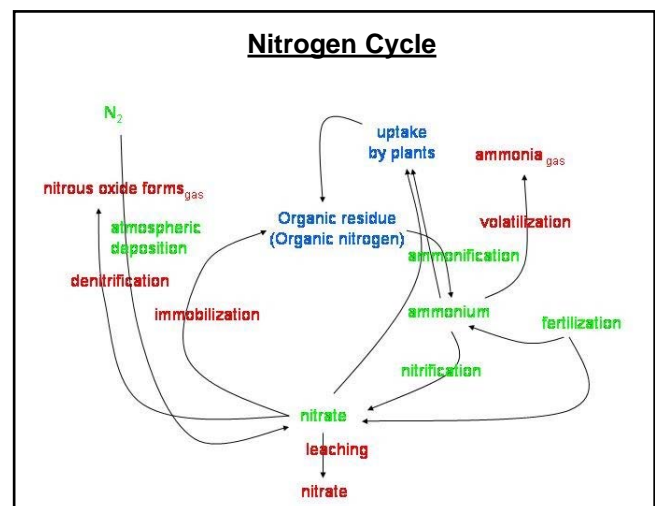 Nitrogen Cycle
N2
uptake
by plants
ammonia gas
nitrous oxide forms gas
atmospheric
deposition
Organic residue
(Organic nitrogen)
volatilization
ammonification
denitrification
immobilization
ammonium
fertilization
nitrification
nitrate
leaching
nitrate